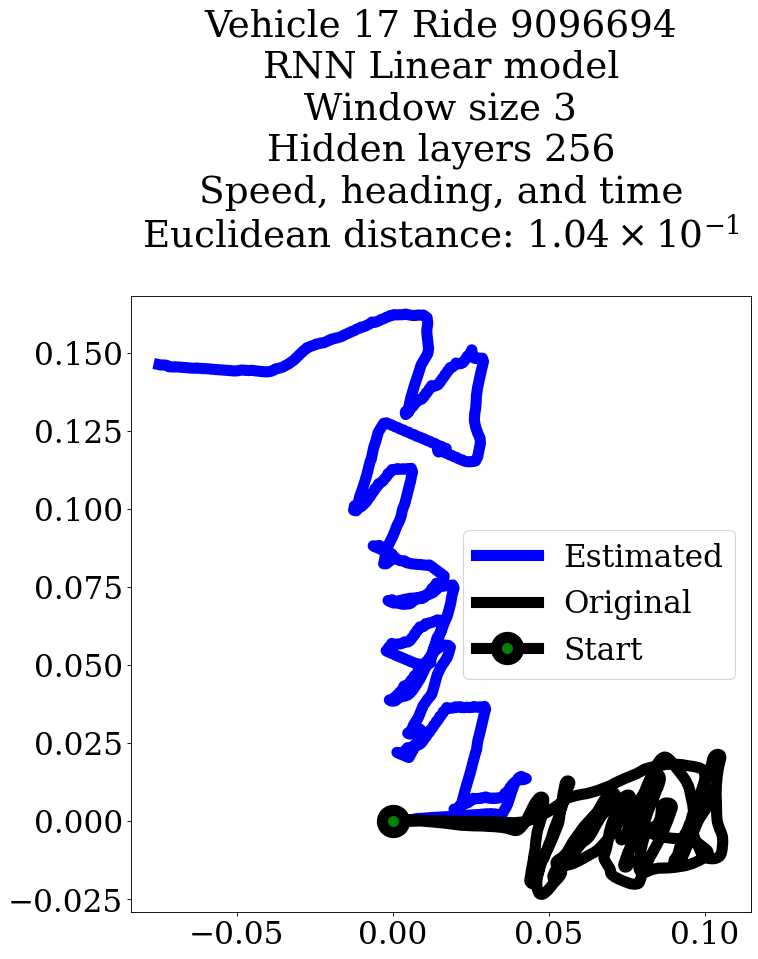 Vehicle 17 Ride 9096694
RNN Linear model
Window size 3
Hidden layers 256
Speed, heading, and time
Euclidean distance: 1.04 × 10⁻¹
0.150
0.125
0.100
0.075
0.050
0.025
0.000
−0.025
Estimated
Original
Start
−0.05 0.00 0.05 0.10